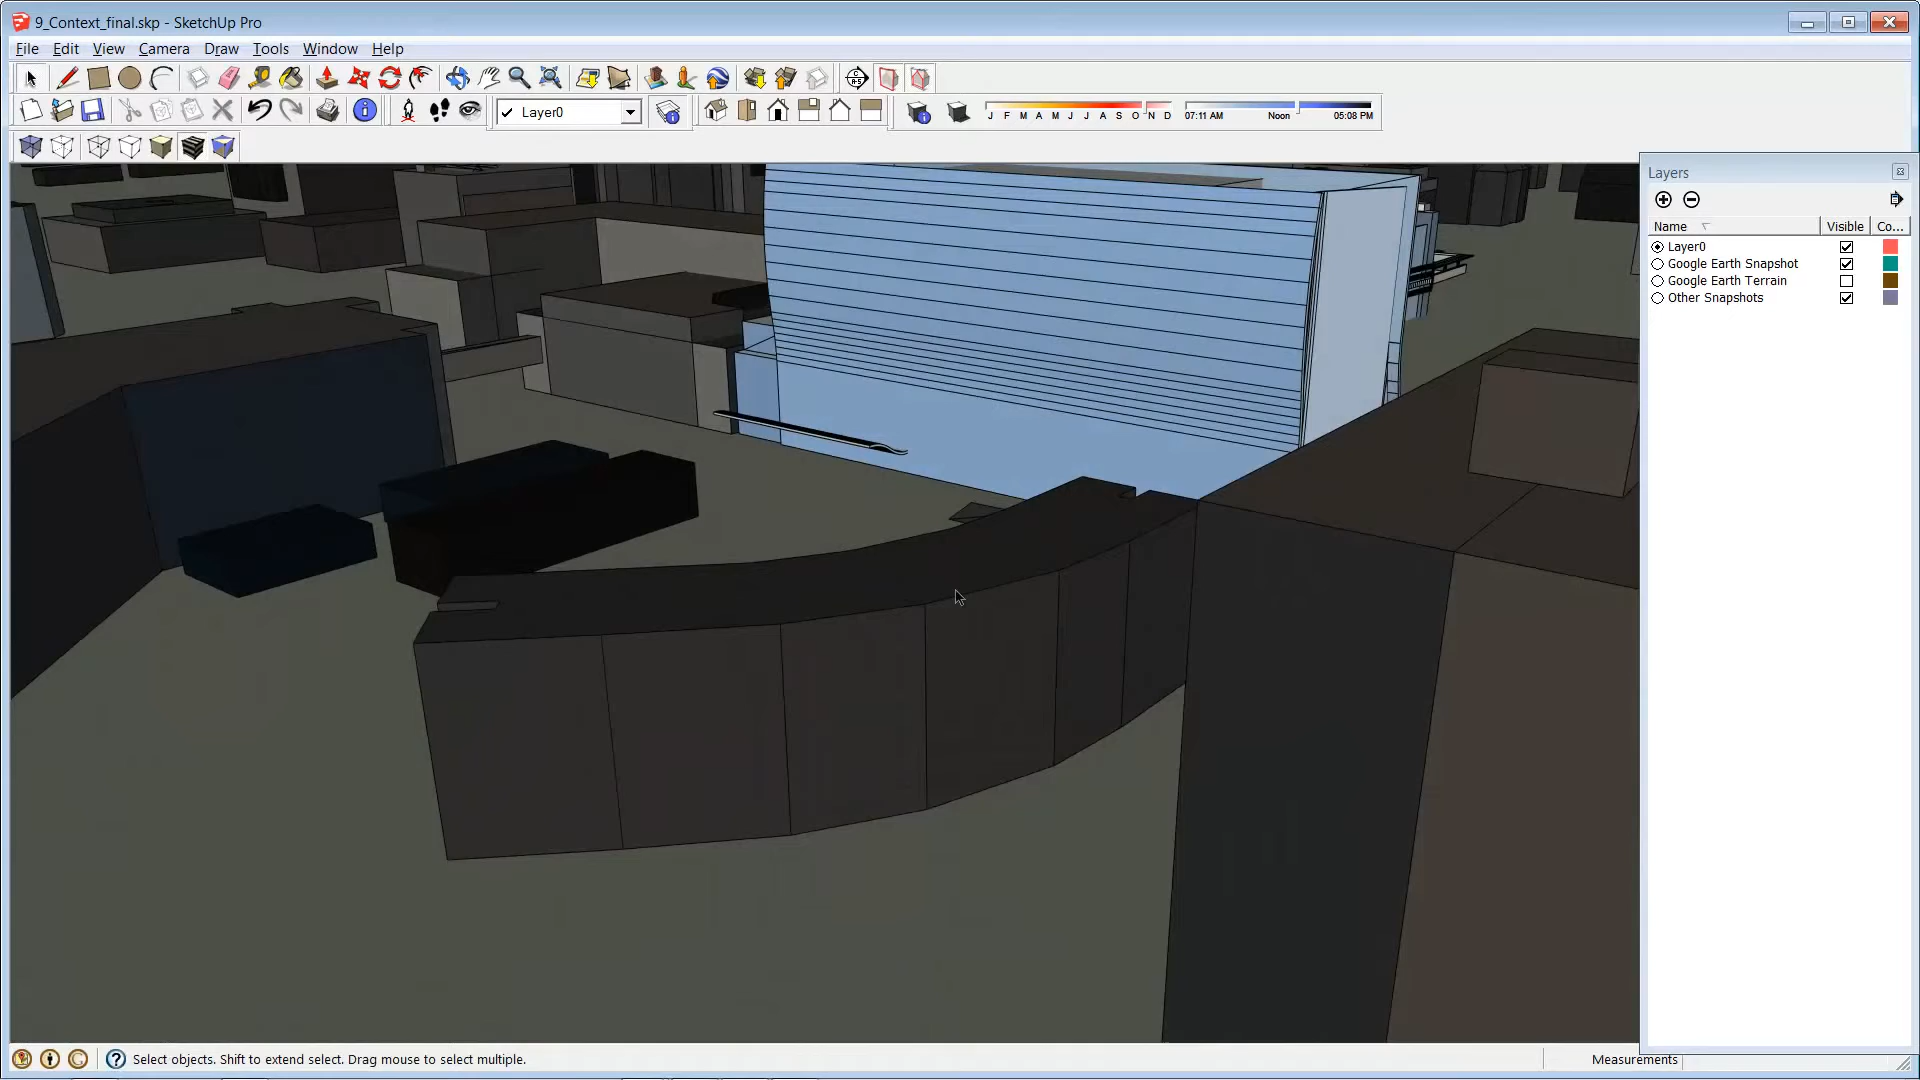 9_Context_final.skp - SketchUp Pro
File Edit View Camera Draw Tools Window Help
Layer0
J F M A M J J A S O N D 07:11 AM Noon 05:08 PM
Layers
Name Visible Co...
Layer0
Google Earth Snapshot
Google Earth Terrain
Other Snapshots
Select objects. Shift to extend select. Drag mouse to select multiple.
Measurements